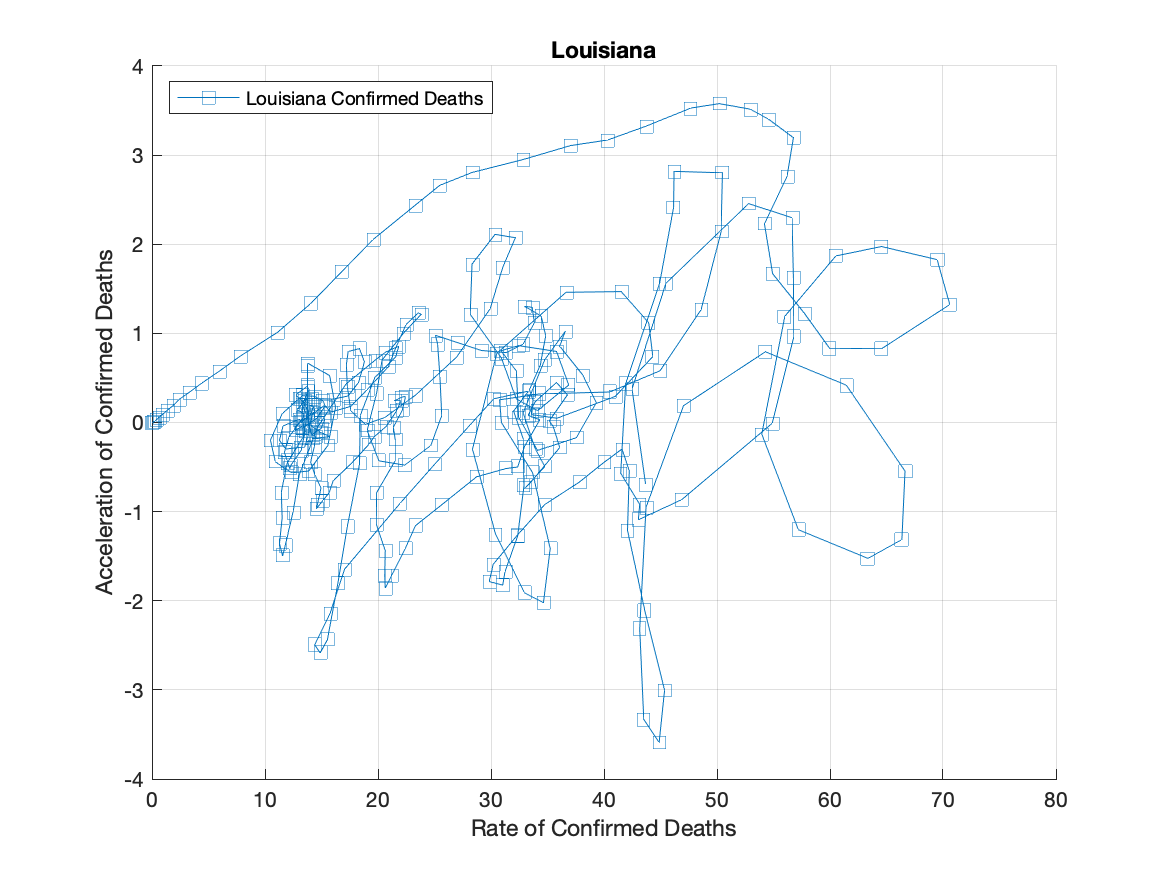 Louisiana
Louisiana Confirmed Deaths
4
3
2
1
0
-1
-2
-3
-4
Acceleration of Confirmed Deaths
0 10 20 30 40 50 60 70 80
Rate of Confirmed Deaths